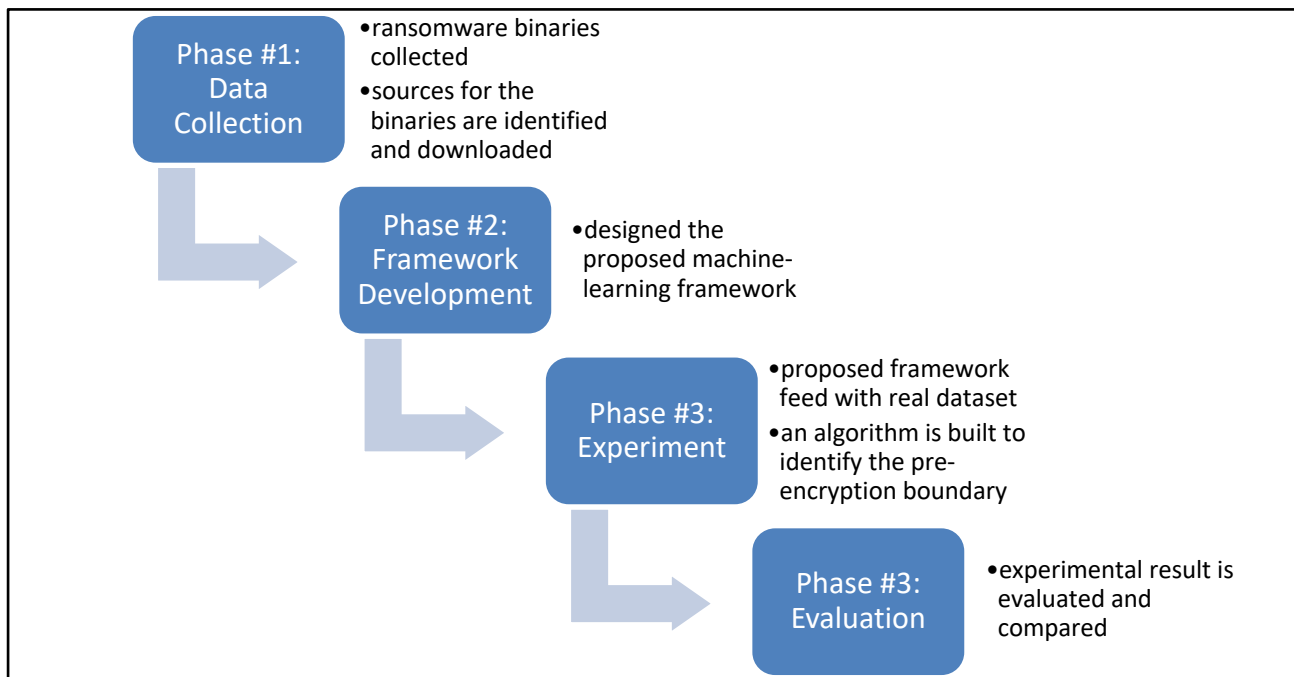 Phase #1:
Data
Collection
•ransomware binaries
collected
•sources for the
binaries are identified
and downloaded
Phase #2:
Framework
Development
•designed the
proposed machine-
learning framework
Phase #3:
Experiment
•proposed framework
feed with real dataset
•an algorithm is built to
identify the pre-
encryption boundary
Phase #3:
Evaluation
•experimental result is
evaluated and
compared